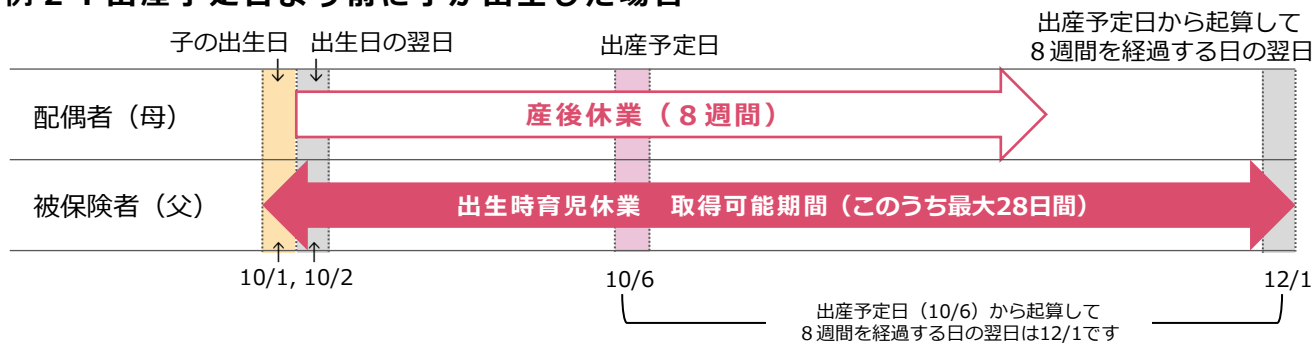 例２：出産予定日より前に子が出生した場合
出産予定日から起算して
８週間を経過する日の翌日
子の出生日 出生日の翌日 出産予定日
配偶者（母）
産後休業（８週間）
被保険者（父）
出生時育児休業　取得可能期間（このうち最大28日間）
10/1, 10/2 10/6 12/1
出産予定日（10/6）から起算して
８週間を経過する日の翌日は12/1です